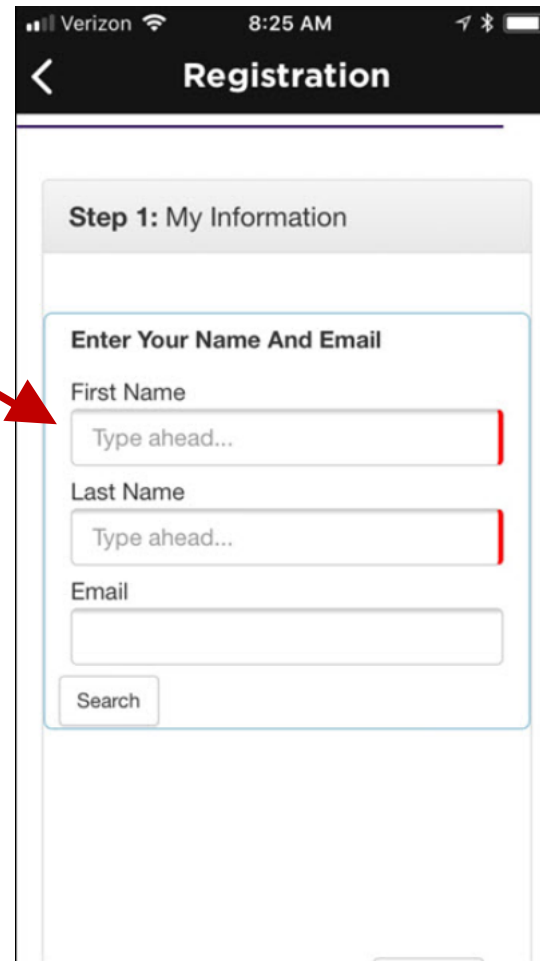 Verizon 8:25 AM
Registration
Step 1: My Information
Enter Your Name And Email
First Name
Type ahead...
Last Name
Type ahead...
Email
Search